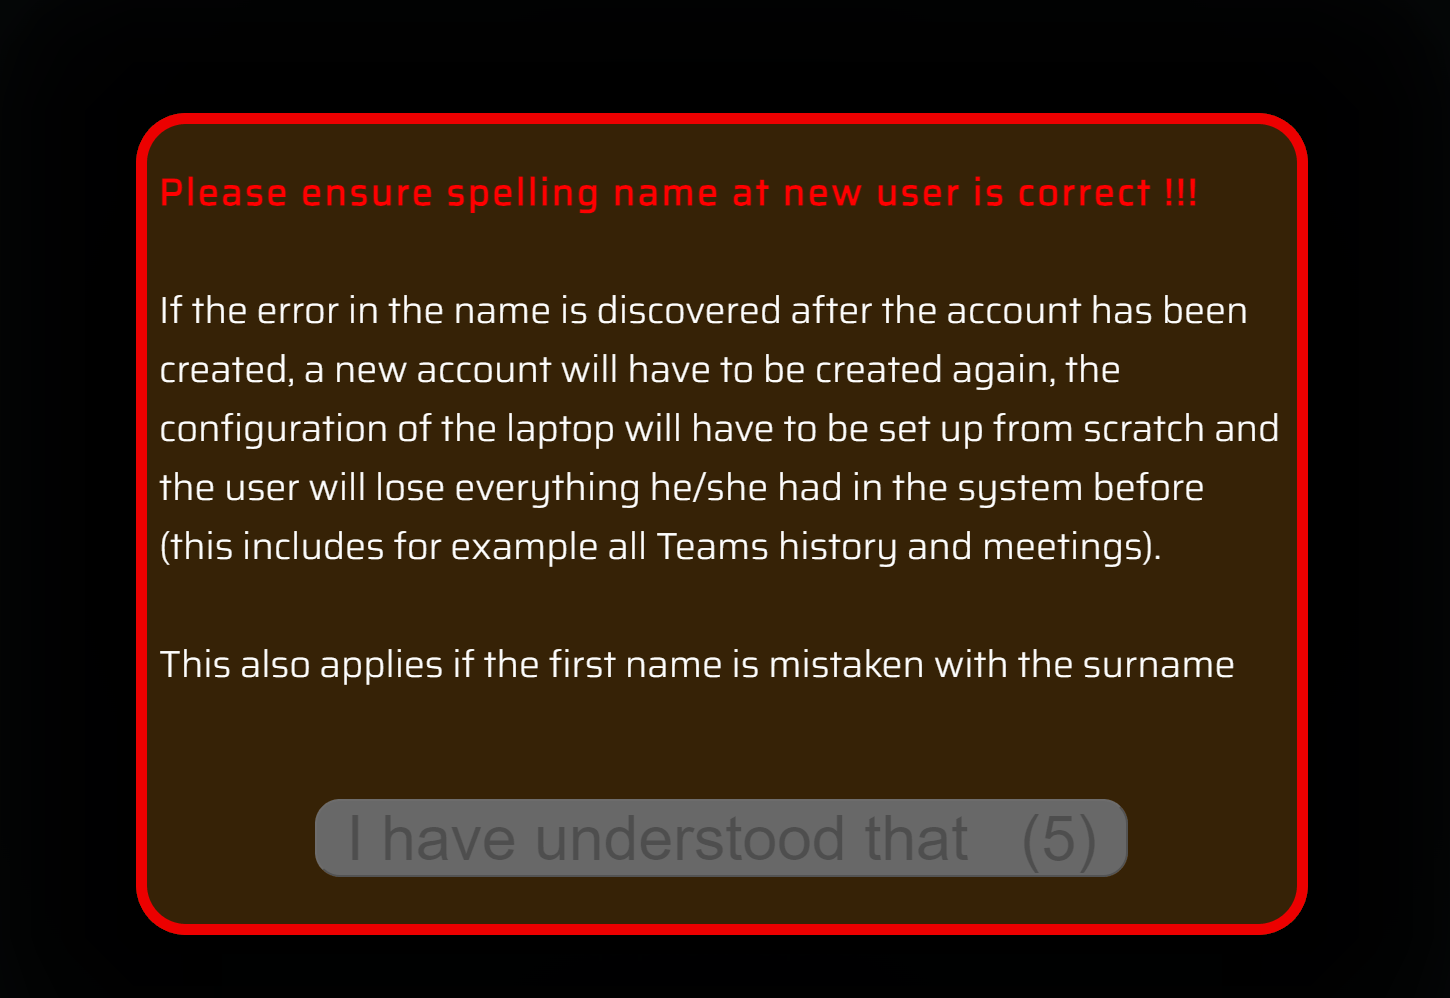 Please ensure spelling name at new user is correct !!!
If the error in the name is discovered after the account has been
created, a new account will have to be created again, the
configuration of the laptop will have to be set up from scratch and
the user will lose everything he/she had in the system before
(this includes for example all Teams history and meetings).
This also applies if the first name is mistaken with the surname
I have understood that (5)